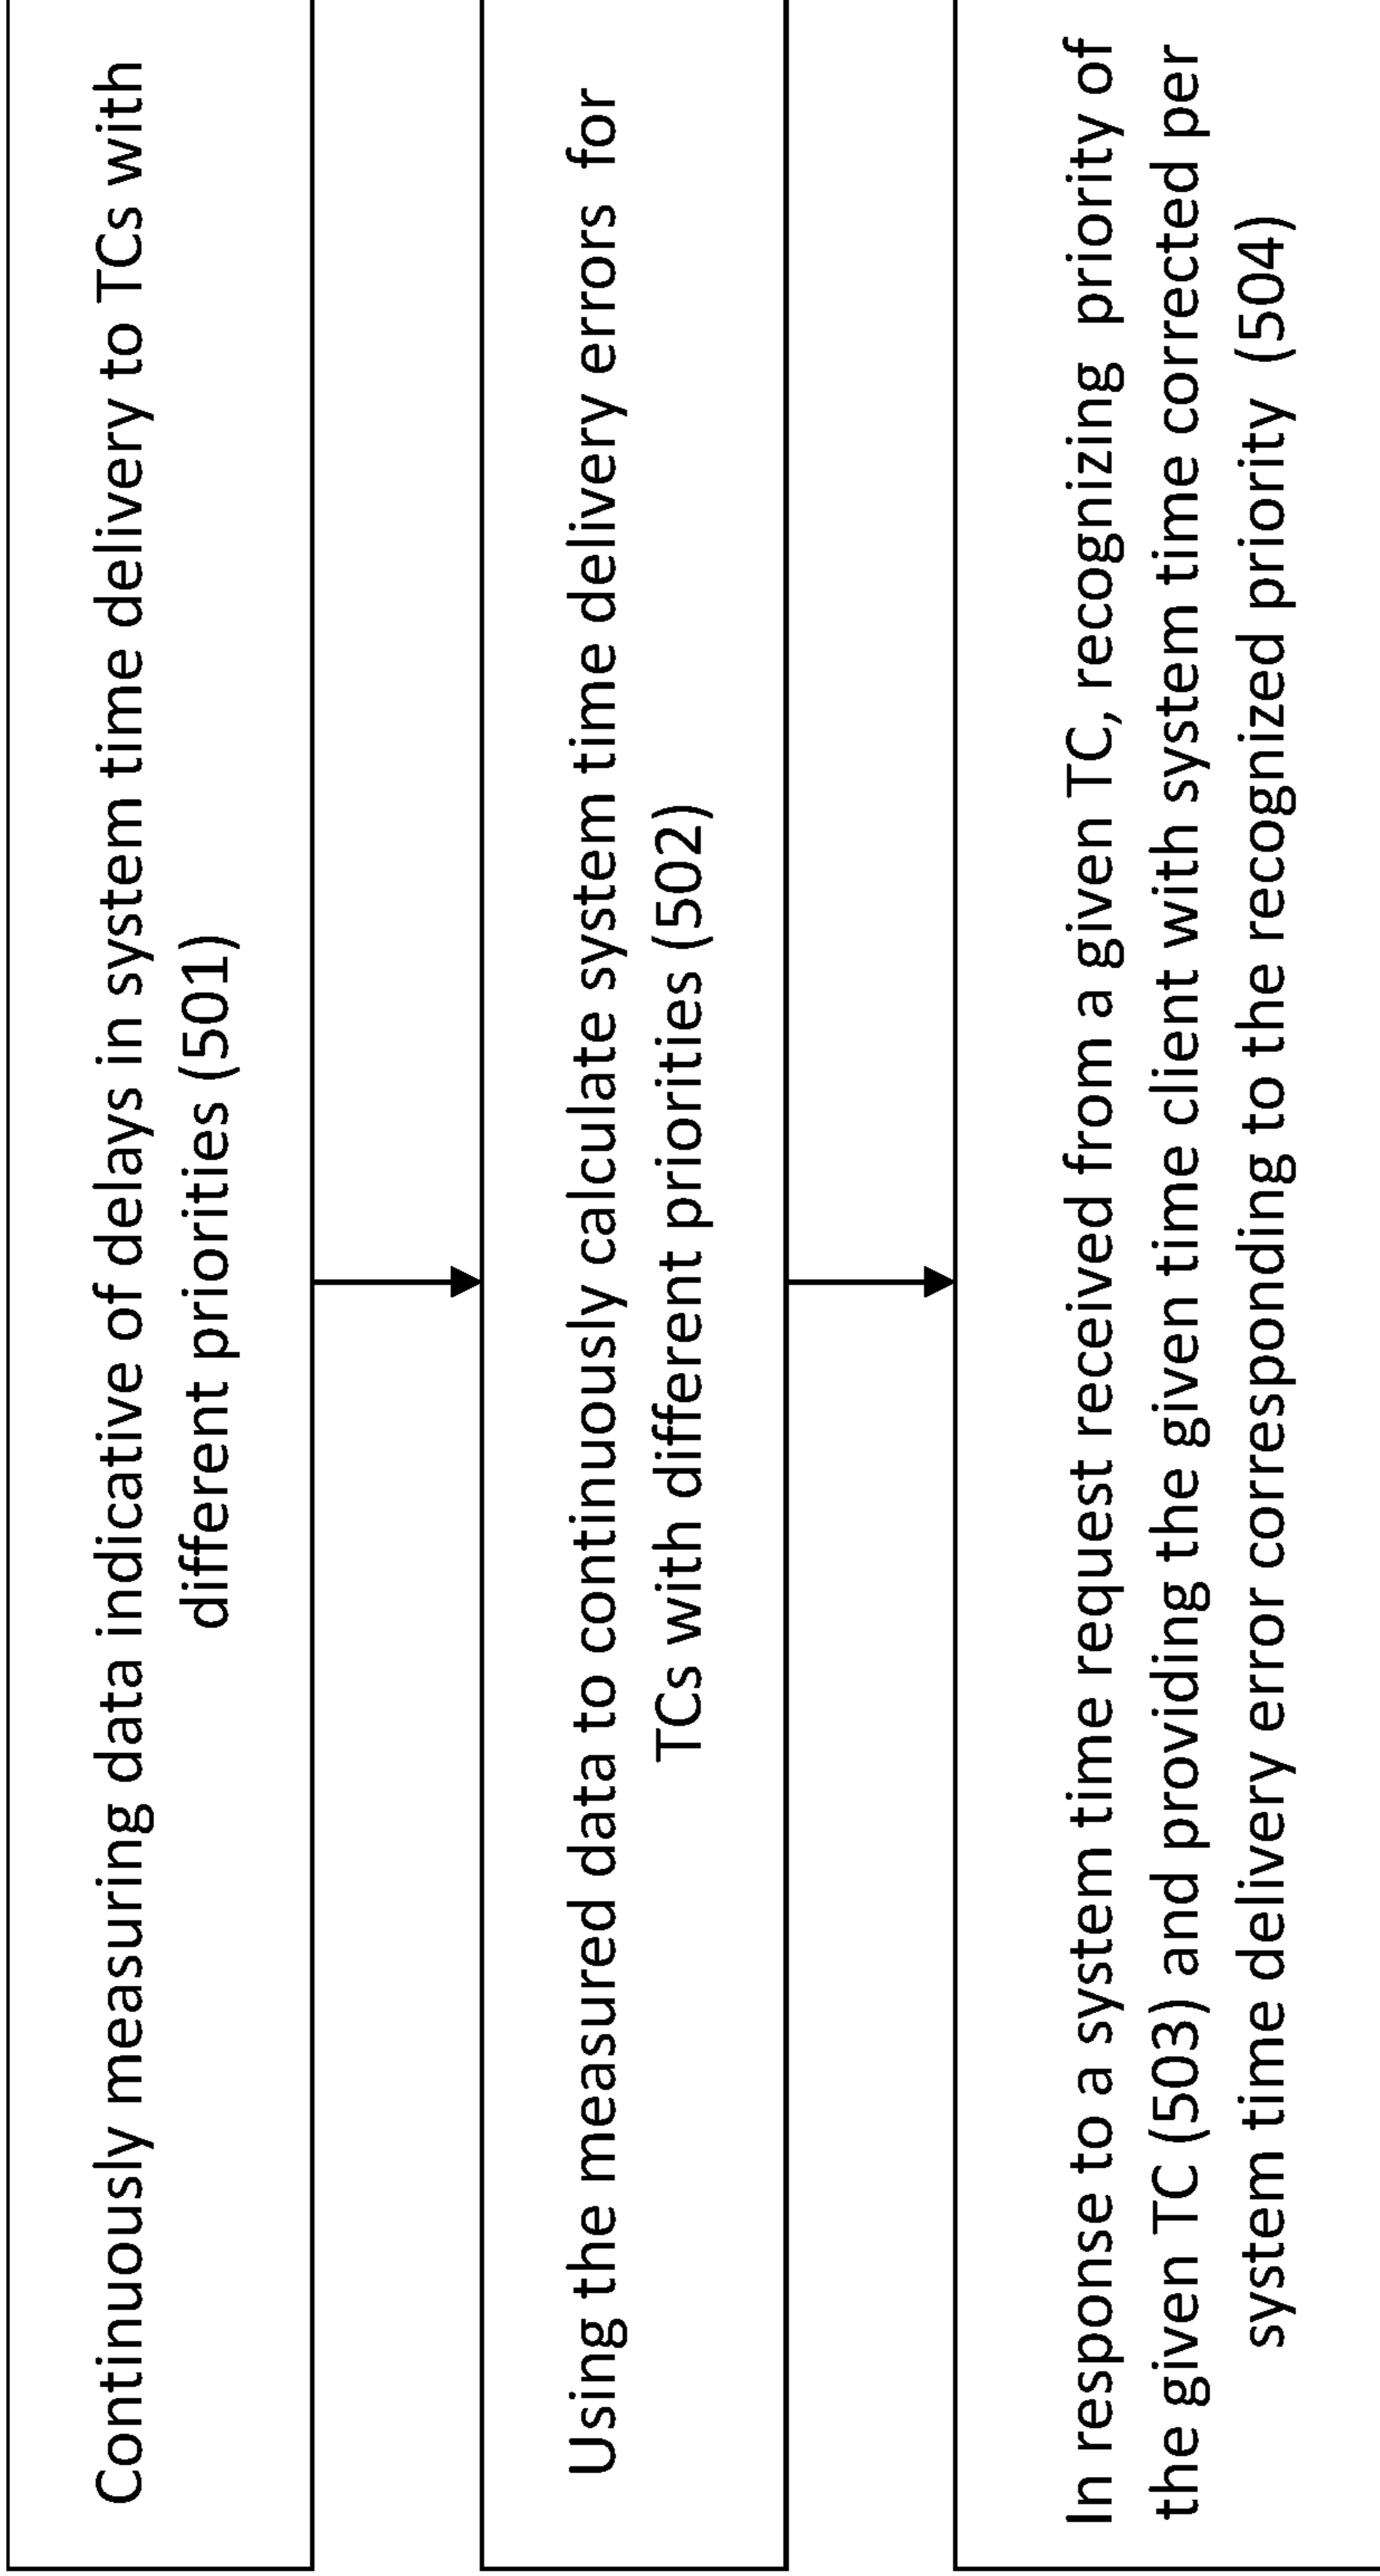 Continuously measuring data indicative of delays in system time delivery to TCs with
different priorities (501)
Using the measured data to continuously calculate system time delivery errors  for
TCs with different priorities (502)
In response to a system time request received from a given TC, recognizing  priority of
the given TC (503) and providing the given time client with system time corrected per
system time delivery error corresponding to the recognized priority  (504)